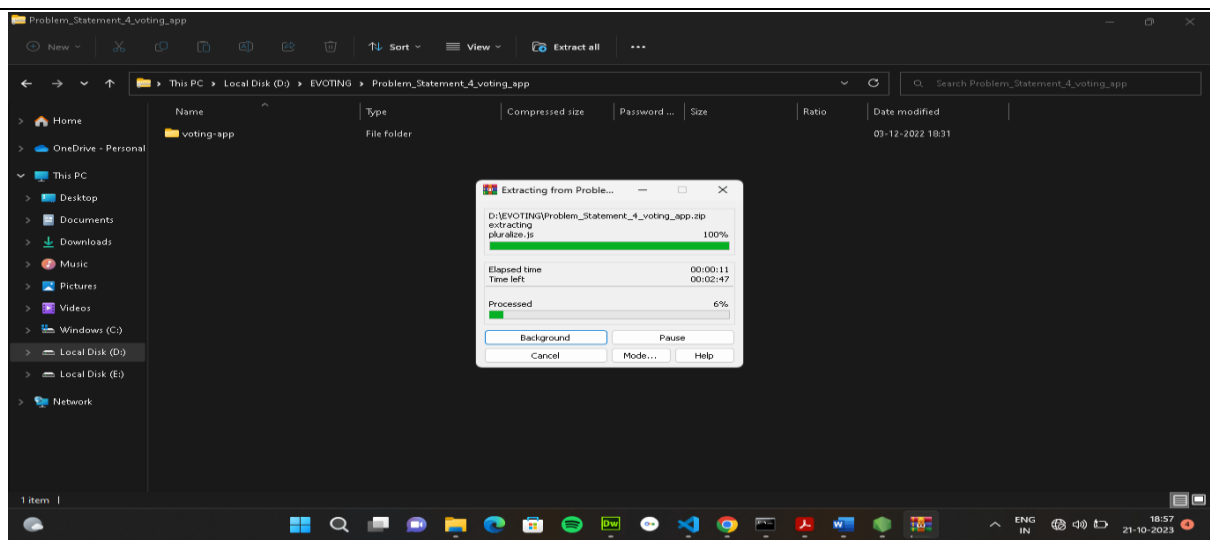 Problem_Statement_4_voting_app
New Sort View Extract all
This PC > Local Disk (D:) > EVOTING > Problem_Statement_4_voting_app
Search Problem_Statement_4_voting_app
Name Type Compressed size Password ... Size Ratio Date modified
voting-app File folder 03-12-2022 18:31
Home
OneDrive - Personal
This PC
Desktop
Documents
Downloads
Music
Pictures
Videos
Windows (C:)
Local Disk (D:)
Local Disk (E:)
Network
Extracting from Proble...
D:\EVOTING\Problem_Statement_4_voting_app.zip
extracting
pluralize.js 100%
Elapsed time 00:00:11
Time left 00:02:47
Processed 6%
Background Pause
Cancel Mode... Help
1 item
Dw
W
ENG
IN
18:57
21-10-2023
4